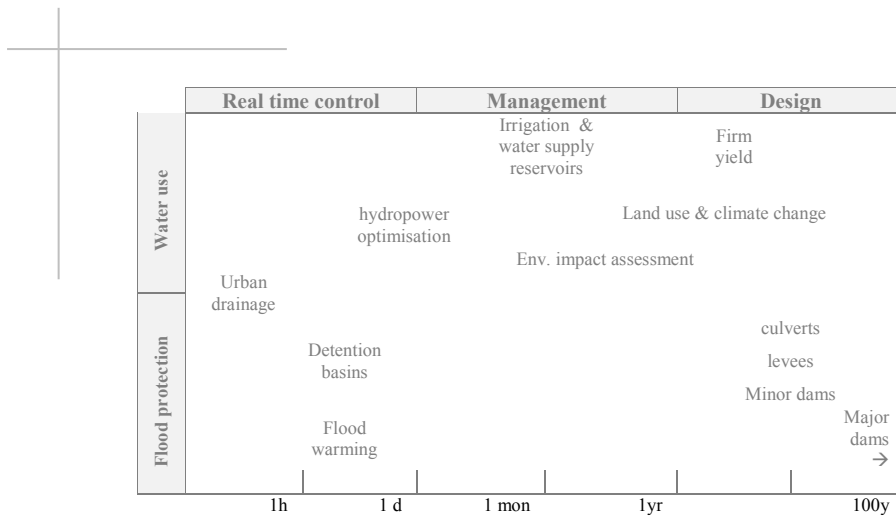 Real time control Management Design
Water use
Irrigation &
water supply
reservoirs
Firm
yield
hydropower
optimisation
Land use & climate change
Env. impact assessment
Urban
drainage
Flood protection
culverts
Detention
basins
levees
Minor dams
Flood
warming
Major
dams
→
1h 1 d 1 mon 1yr 100y